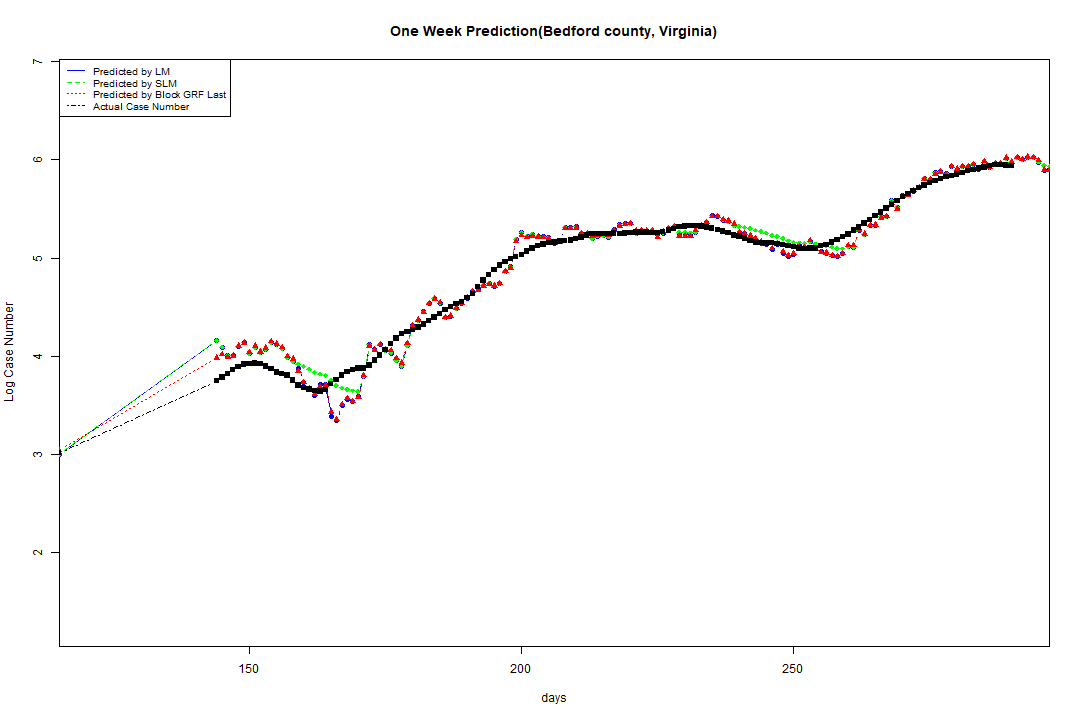 One Week Prediction(Bedford county, Virginia)
Predicted by LM
Predicted by SLM
Predicted by Block GRF Last
Actual Case Number
7
6
5
4
3
2
Log Case Number
150 200 250
days